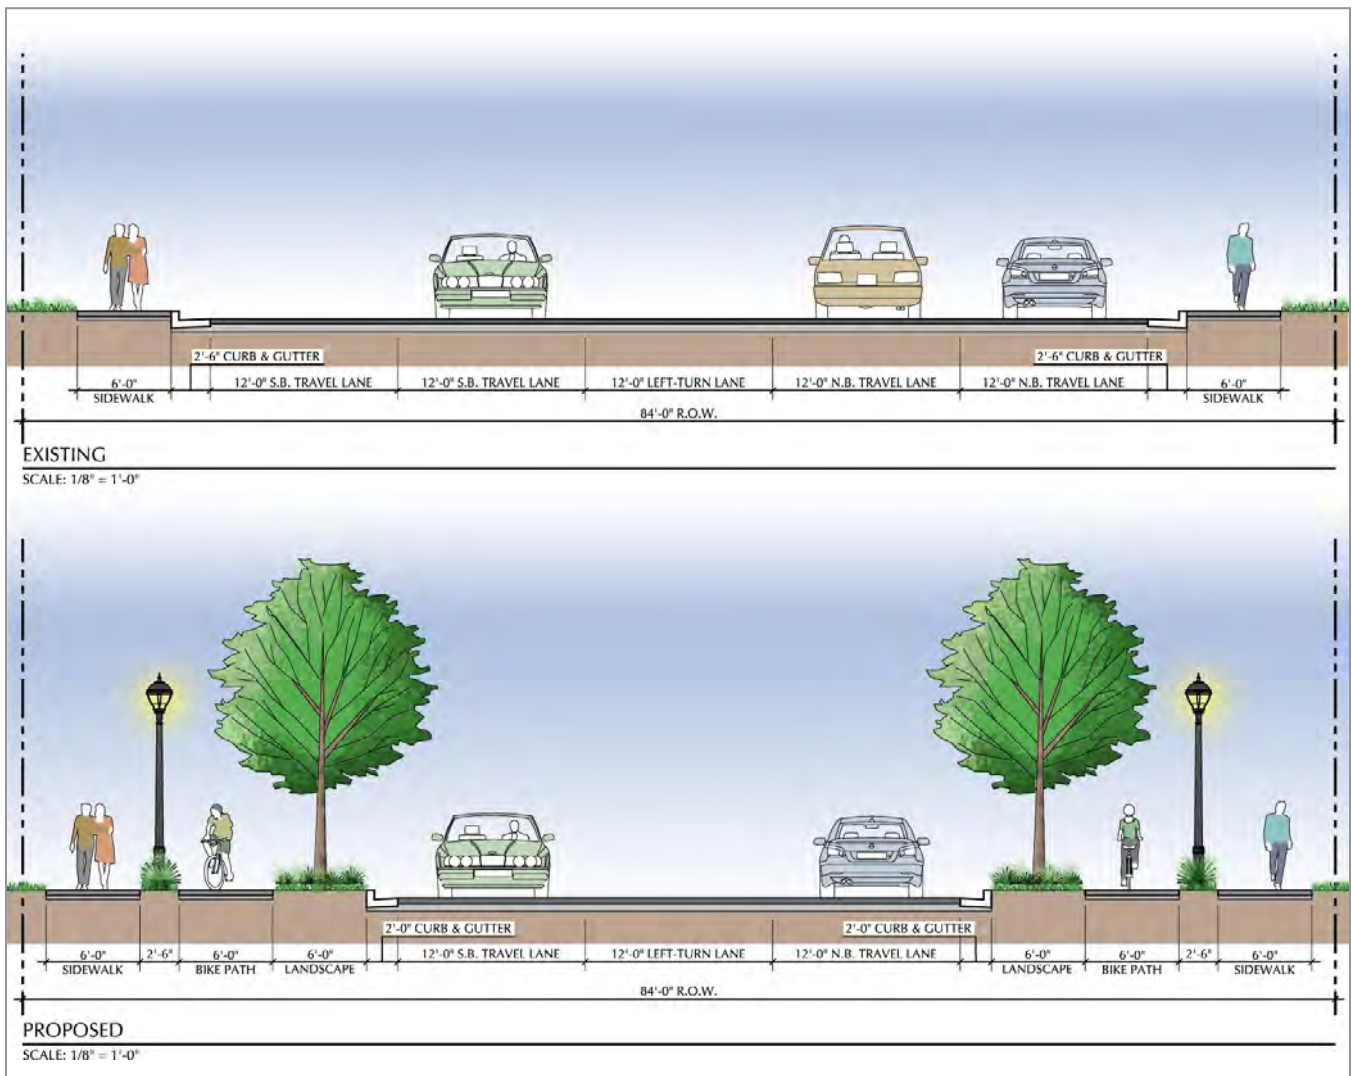 2'-6" CURB & GUTTER
2'-6" CURB & GUTTER
6'-0"
SIDEWALK
12'-0" S.B. TRAVEL LANE
12'-0" S.B. TRAVEL LANE
12'-0" LEFT-TURN LANE
12'-0" N.B. TRAVEL LANE
12'-0" N.B. TRAVEL LANE
6'-0"
SIDEWALK
84'-0" R.O.W.
EXISTING
SCALE: 1/8" = 1'-0"
2'-0" CURB & GUTTER
2'-0" CURB & GUTTER
6'-0"
SIDEWALK
2'-6"
6'-0"
BIKE PATH
6'-0"
LANDSCAPE
12'-0" S.B. TRAVEL LANE
12'-0" LEFT-TURN LANE
12'-0" N.B. TRAVEL LANE
6'-0"
LANDSCAPE
6'-0"
BIKE PATH
2'-6"
6'-0"
SIDEWALK
84'-0" R.O.W.
PROPOSED
SCALE: 1/8" = 1'-0"